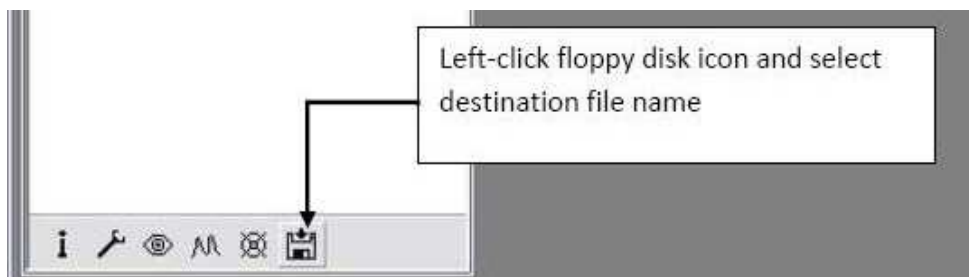 Left-click floppy disk icon and select
destination file name